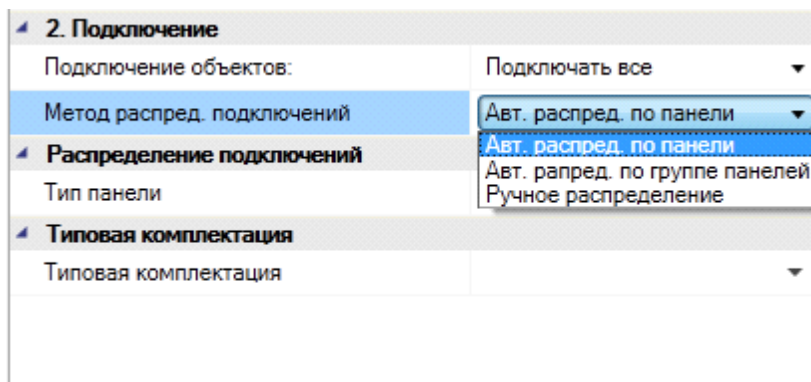 2. Подключение
Подключение объектов: Подключать все
Метод распред. подключений Авт. распред. по панели
Распределение подключений Авт. распред. по панели
Авт. рапред. по группе панелей
Тип панели Ручное распределение
Типовая комплектация
Типовая комплектация